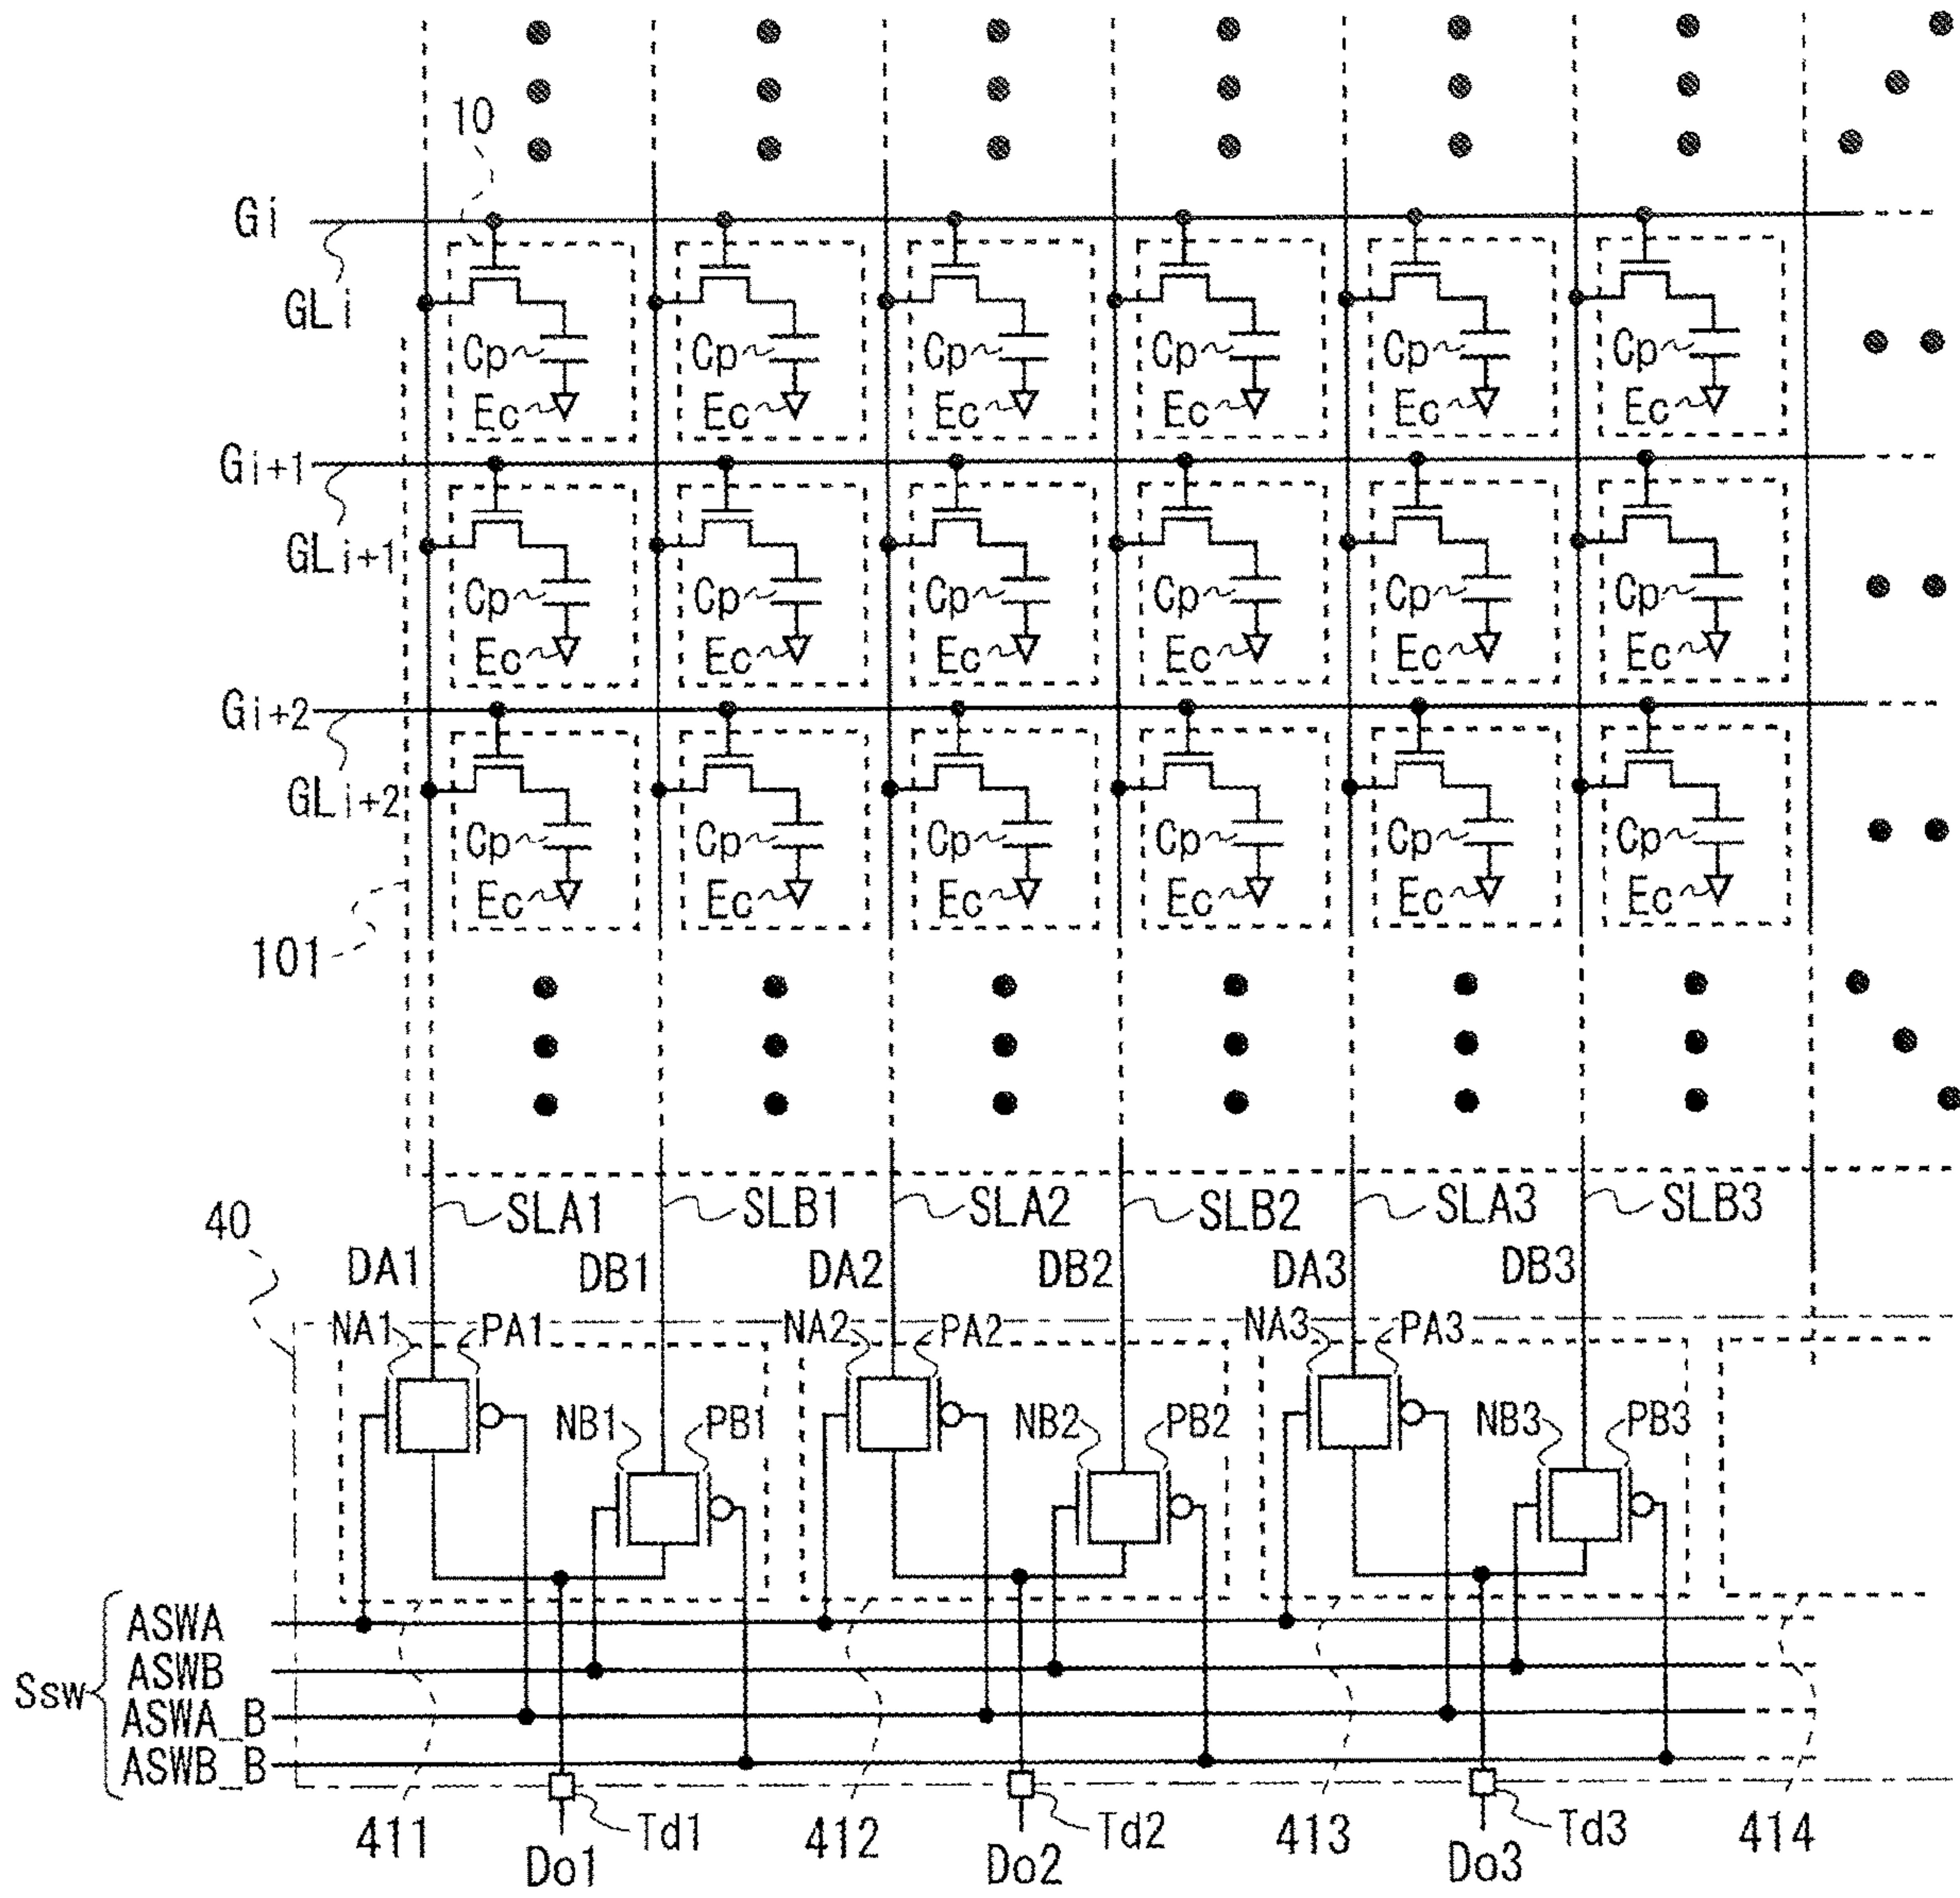 10
Gi
GLi
Cp Cp Cp Cp Cp Cp
Ec Ec Ec Ec Ec Ec
Gi+1
GLi+1
Cp Cp Cp Cp Cp Cp
Ec Ec Ec Ec Ec Ec
Gi+2
GLi+2
Cp Cp Cp Cp Cp Cp
Ec Ec Ec Ec Ec Ec
101
SLA1 SLB1 SLA2 SLB2 SLA3 SLB3
40
DA1 DB1 DA2 DB2 DA3 DB3
NA1 PA1 NA2 PA2 NA3 PA3
NB1 PB1 NB2 PB2 NB3 PB3
ASWA
ASWB
Ssw
ASWA_B
ASWB_B
411 Td1 412 Td2 413 Td3 414
Do1 Do2 Do3